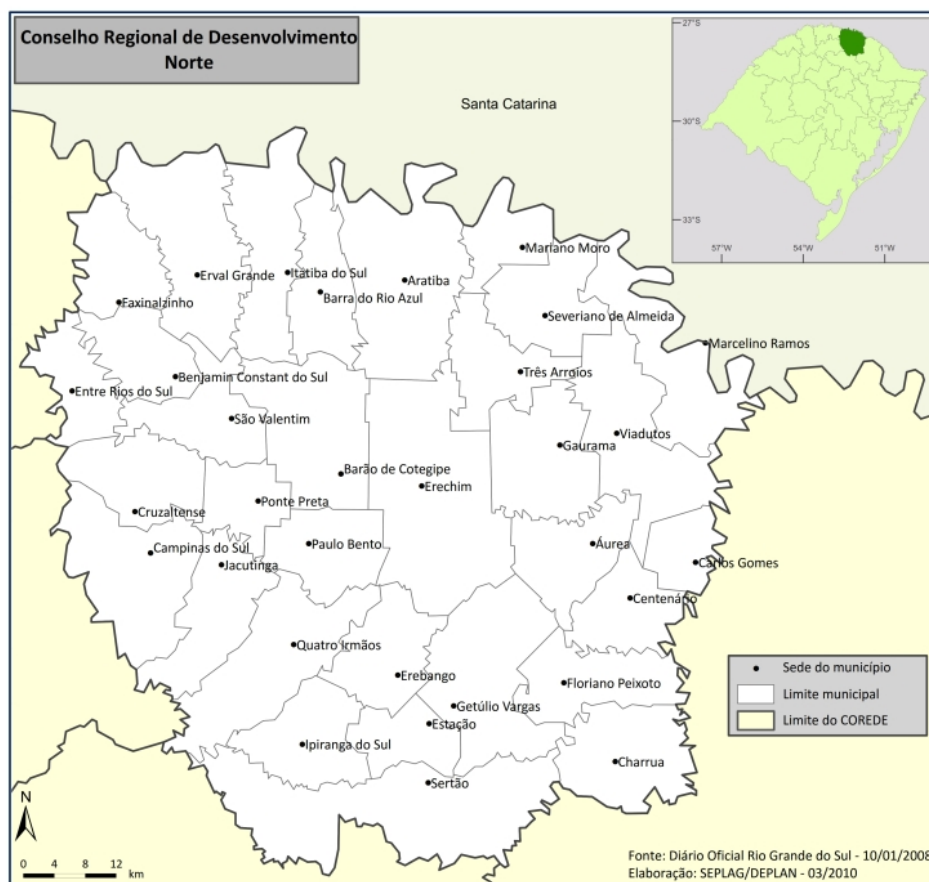 Conselho Regional de Desenvolvimento
Norte
27°S
30°S
33°S
57°W
54°W
51°W
Santa Catarina
Mariano Moro
Erval Grande
Itatiba do Sul
Aratiba
Barra do Rio Azul
Faxinalzinho
Severiano de Almeida
Marcelino Ramos
Três Arroios
Benjamin Constant do Sul
Entre Rios do Sul
São Valentim
Viadutos
Gaurama
Barão de Cotegipe
Erechim
Ponte Preta
Cruzaltense
Paulo Bento
Áurea
Campinas do Sul
Jacutinga
Carlos Gomes
Centenário
Quatro Irmãos
Erebango
Floriano Peixoto
Getúlio Vargas
Estação
Ipiranga do Sul
Charrua
Sertão
Sede do município
Limite municipal
Limite do COREDE
N
0 4 8 12
km
Fonte: Diário Oficial Rio Grande do Sul - 10/01/2008
Elaboração: SEPLAG/DEPLAN - 03/2010